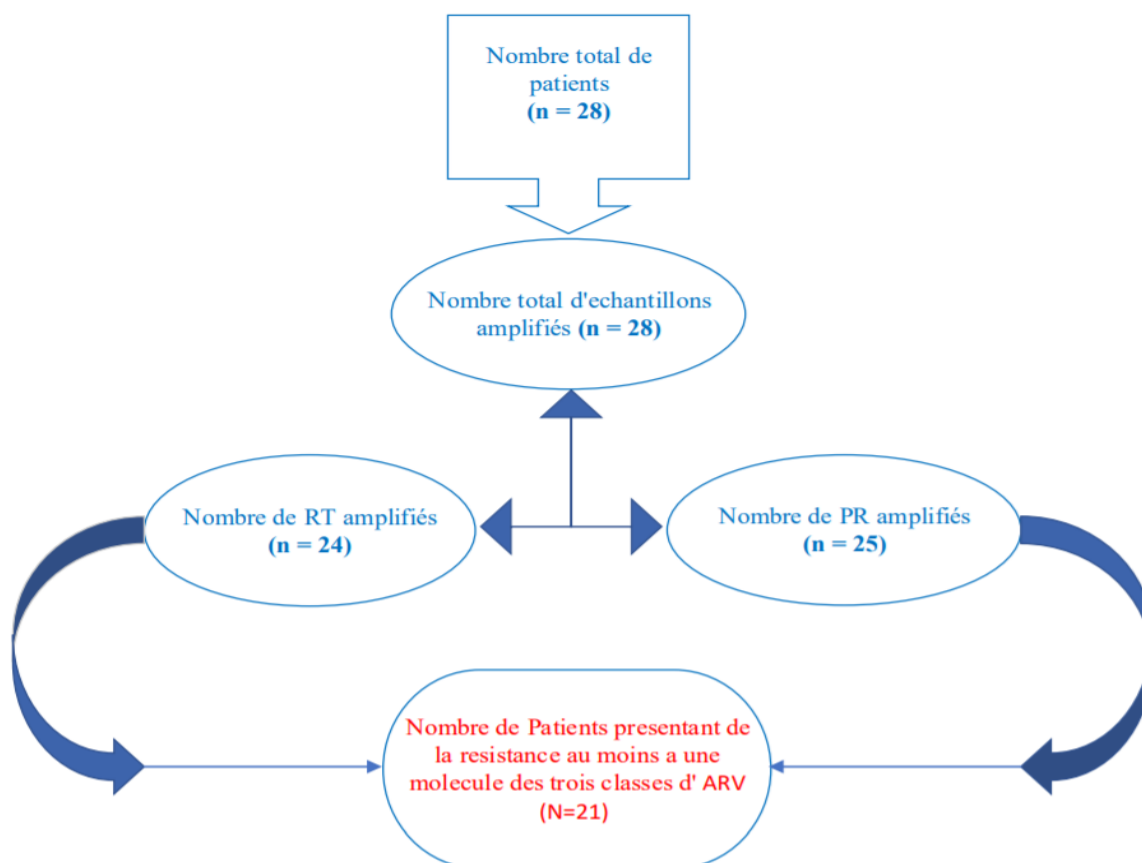 Nombre total de
patients
(n = 28)
Nombre total d'echantillons
amplifiés (n = 28)
Nombre de RT amplifiés
(n = 24)
Nombre de PR amplifiés
(n = 25)
Nombre de Patients presentant de
la resistance au moins a une
molecule des trois classes d' ARV
(N=21)